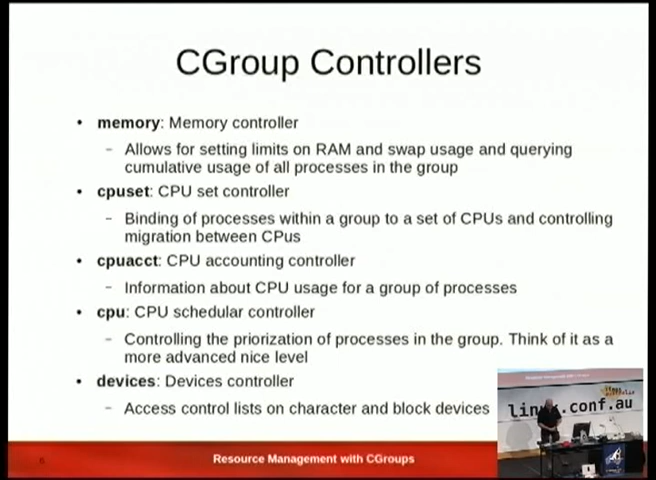 CGroup Controllers
• memory: Memory controller
– Allows for setting limits on RAM and swap usage and querying
cumulative usage of all processes in the group
• cpuset: CPU set controller
– Binding of processes within a group to a set of CPUs and controlling
migration between CPus
• cpuacct: CPU accounting controller
– Information about CPU usage for a group of processes
• cpu: CPU schedular controller
– Controlling the priorization of processes in the group. Think of it as a
more advanced nice level
• devices: Devices controller
– Access control lists on character and block devices
linux.conf.au
6
Resource Management with CGroups